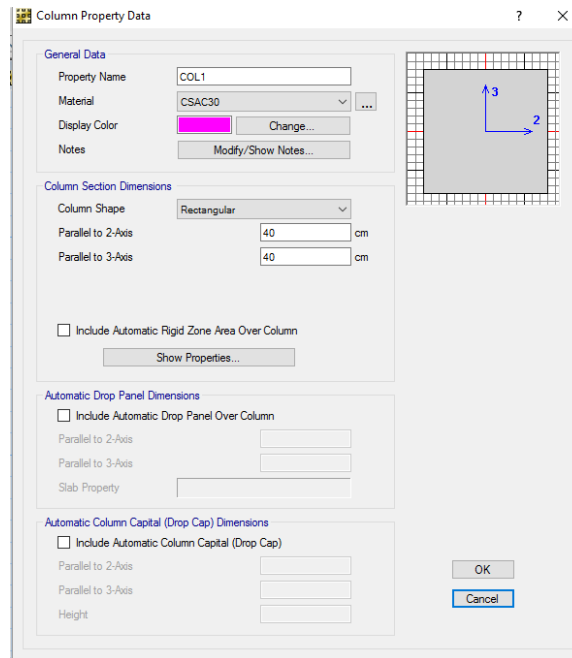 Column Property Data ?
General Data
Property Name COL1
Material CSAC30 ...
Display Color Change...
Notes Modify/Show Notes...
3
2
Column Section Dimensions
Column Shape Rectangular
Parallel to 2-Axis 40 cm
Parallel to 3-Axis 40 cm
Include Automatic Rigid Zone Area Over Column
Show Properties...
Automatic Drop Panel Dimensions
Include Automatic Drop Panel Over Column
Parallel to 2-Axis
Parallel to 3-Axis
Slab Property
Automatic Column Capital (Drop Cap) Dimensions
Include Automatic Column Capital (Drop Cap)
Parallel to 2-Axis
Parallel to 3-Axis
Height
OK
Cancel